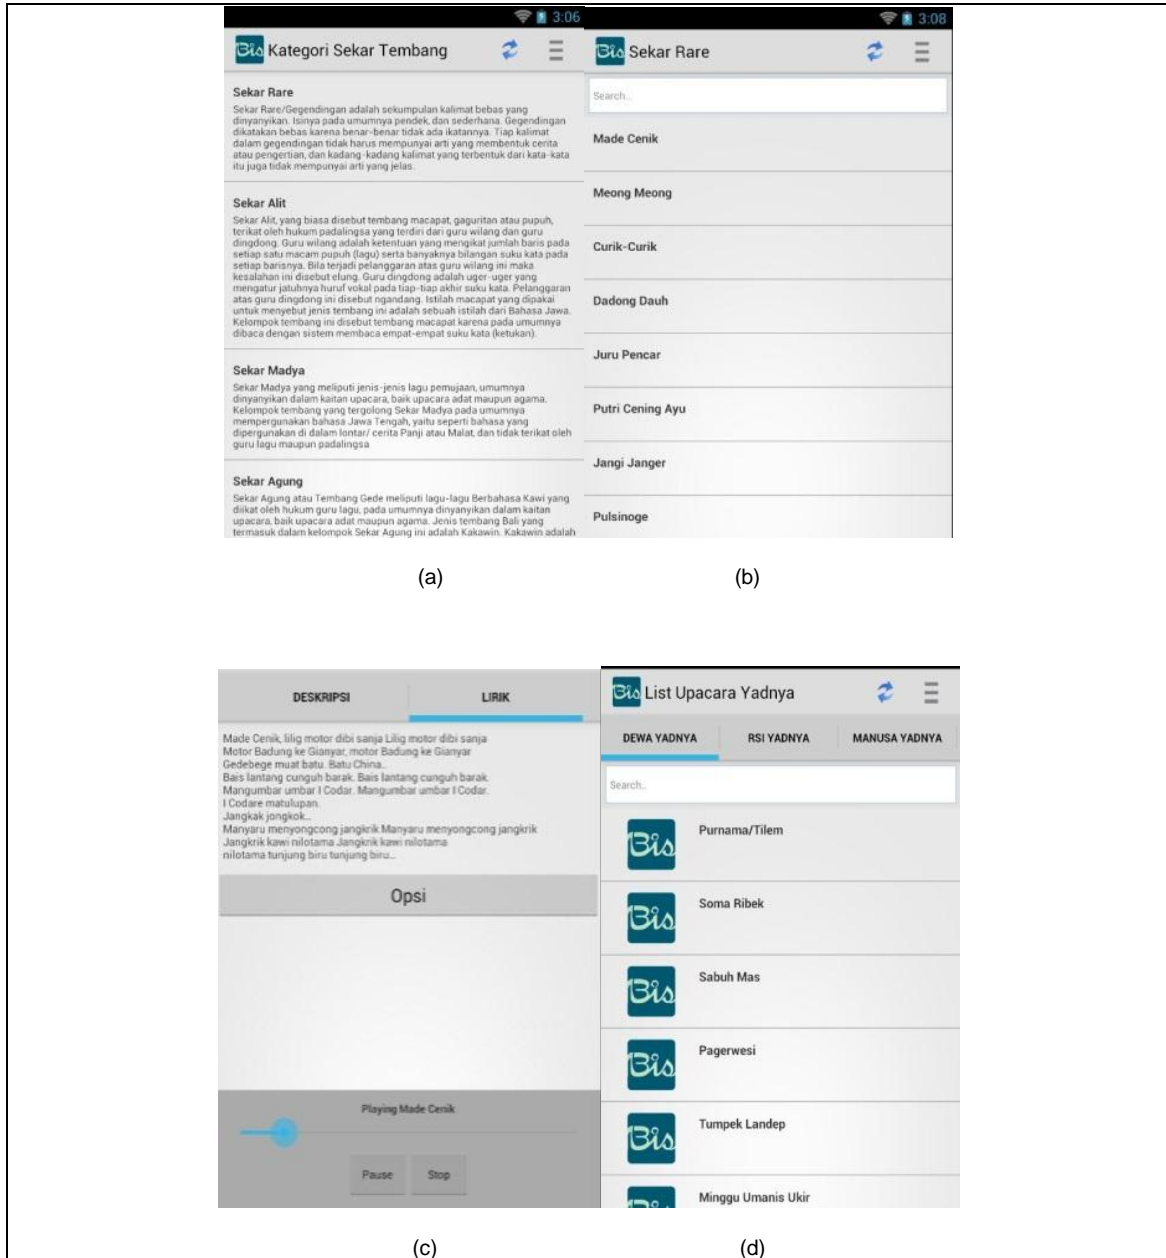 3:06
Bis Kategori Sekar Tembang
Sekar Rare
Sekar Rare/Gegendingan adalah sekumpulan kalimat bebas yang
dinyanyikan. Isinya pada umumnya pendek, dan sederhana. Gegendingan
dikatakan bebas karena benar-benar tidak ada ikatannya. Tiap kalimat
dalam gegendingan tidak harus mempunyai arti yang membentuk cerita
atau pengertian, dan kadang-kadang kalimat yang terbentuk dari kata-kata
itu juga tidak mempunyai arti yang jelas.
Sekar Alit
Sekar Alit, yang biasa disebut tembang macapat, gaguritan atau pupuh,
terikat oleh hukum padalingsa yang terdiri dari guru wilang dan guru
dingdong. Guru wilang adalah ketentuan yang mengikat jumlah baris pada
setiap satu macam pupuh (lagu) serta banyaknya bilangan suku kata pada
setiap barisnya. Bila terjadi pelanggaran atas guru wilang ini maka
kesalahan ini disebut elung. Guru dingdong adalah uger-uger yang
mengatur jatuhnya huruf vokal pada tiap-tiap akhir suku kata. Pelanggaran
atas guru dingdong ini disebut ngandang. Istilah macapat yang dipakai
untuk menyebut jenis tembang ini adalah sebuah istilah dari Bahasa Jawa.
Kelompok tembang ini disebut tembang macapat karena pada umumnya
dibaca dengan sistem membaca empat-empat suku kata (ketukan).
Sekar Madya
Sekar Madya yang meliputi jenis-jenis lagu pemujaan, umumnya
dinyanyikan dalam kaitan upacara, baik upacara adat maupun agama.
Kelompok tembang yang tergolong Sekar Madya pada umumnya
mempergunakan bahasa Jawa Tengah, yaitu seperti bahasa yang
dipergunakan di dalam lontar/ cerita Panji atau Malat, dan tidak terikat oleh
guru lagu maupun padalingsa
Sekar Agung
Sekar Agung atau Tembang Gede meliputi lagu-lagu Berbahasa Kawi yang
diikat oleh hukum guru lagu, pada umumnya dinyanyikan dalam kaitan
upacara, baik upacara adat maupun agama. Jenis tembang Bali yang
termasuk dalam kelompok Sekar Agung ini adalah Kakawin. Kakawin adalah
(a)
3:08
Bis Sekar Rare
Search..
Made Cenik
Meong Meong
Curik-Curik
Dadong Dauh
Juru Pencar
Putri Cening Ayu
Jangi Janger
Pulsinoge
(b)
DESKRIPSI LIRIK
Made Cenik, lilig motor dibi sanja Lilig motor dibi sanja
Motor Badung ke Gianyar, motor Badung ke Gianyar
Gedebege muat batu. Batu China..
Bais lantang cunguh barak. Bais lantang cunguh barak.
Mangumbar umbar I Codar. Mangumbar umbar I Codar.
I Codare matulupan.
Jangkak jongkok...
Manyaru menyongcong jangkrik Manyaru menyongcong jangkrik
Jangkrik kawi nilotama Jangkrik kawi nilotama
nilotama tunjung biru tunjung biru...
Opsi
Playing Made Cenik
Pause Stop
(c)
Bis List Upacara Yadnya
DEWA YADNYA RSI YADNYA MANUSA YADNYA
Search..
Bis Purnama/Tilem
Bis Soma Ribek
Bis Sabuh Mas
Bis Pagerwesi
Bis Tumpek Landep
Bis Minggu Umanis Ukir
(d)